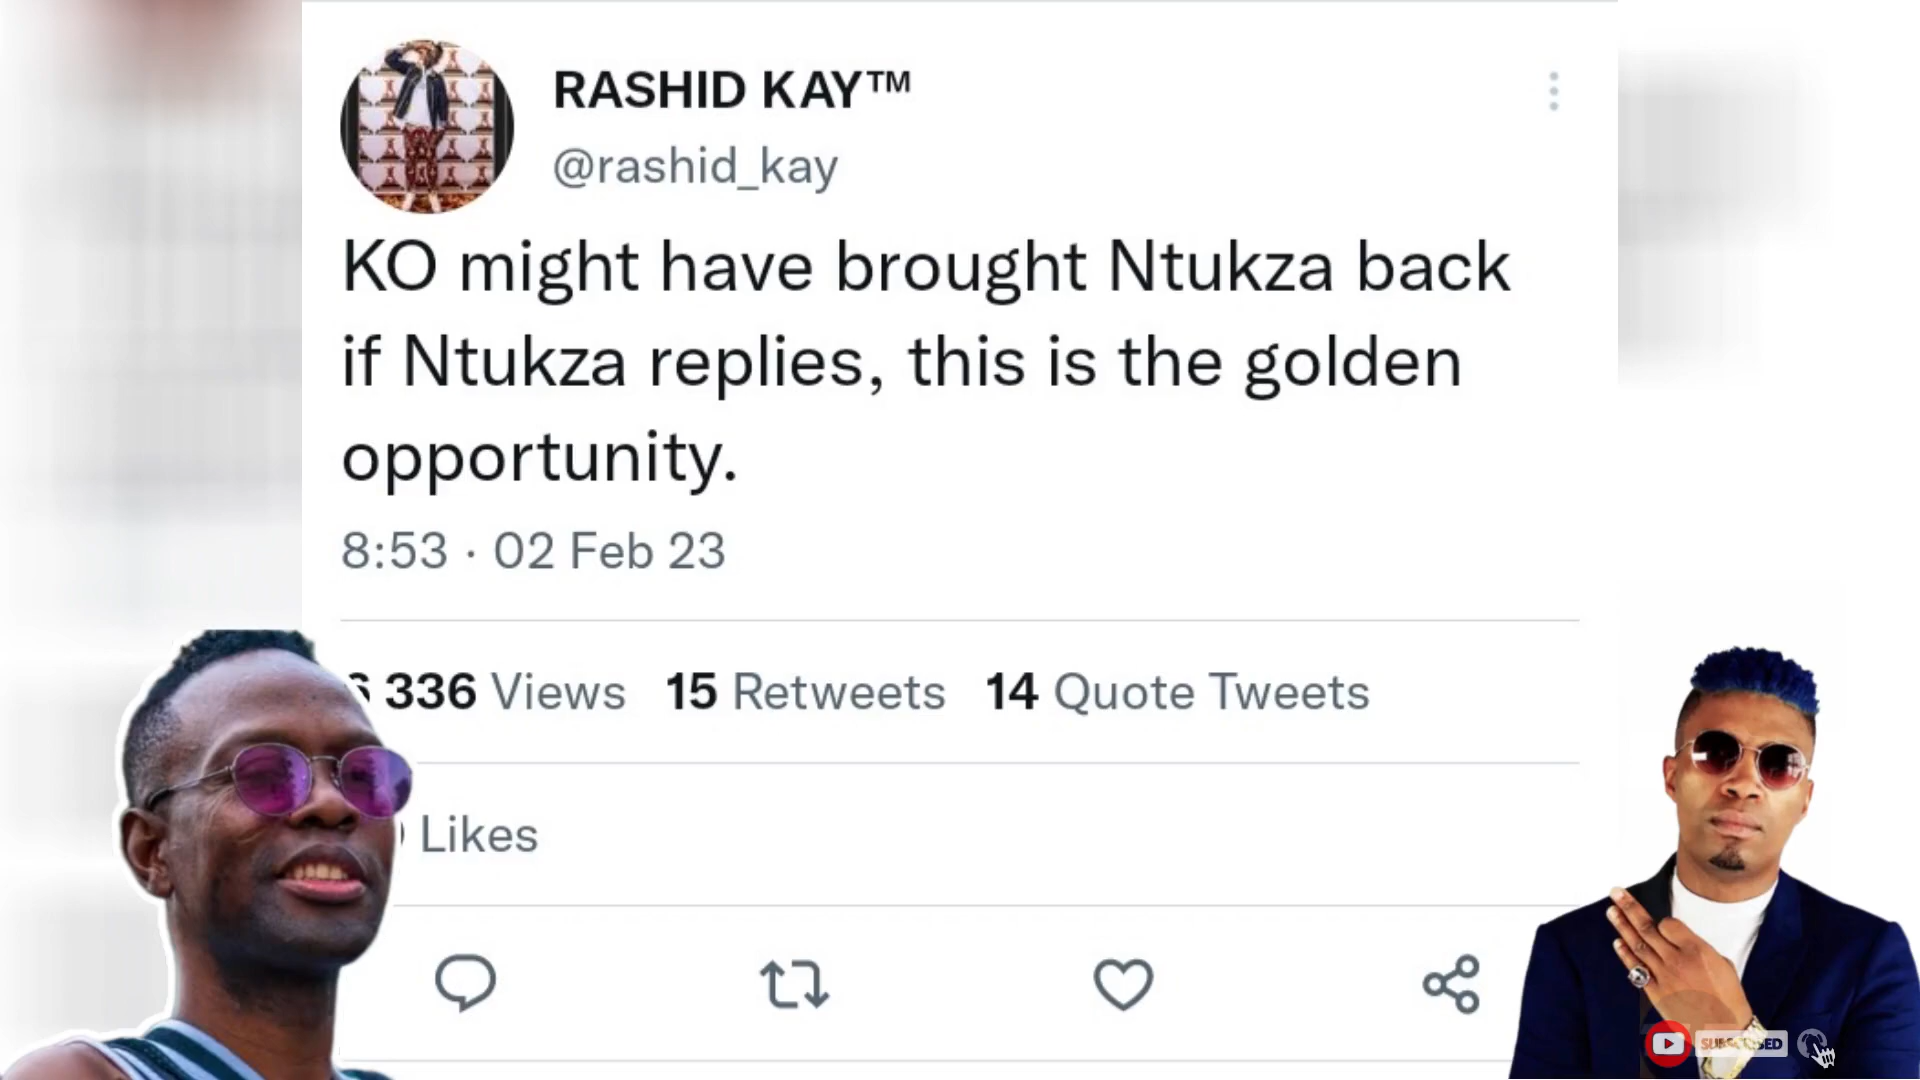 RASHID KAY™
@rashid_kay
KO might have brought Ntukza back
if Ntukza replies, this is the golden
opportunity.
8:53 · 02 Feb 23
336 Views 15 Retweets 14 Quote Tweets
Likes
SUBSCRIBED